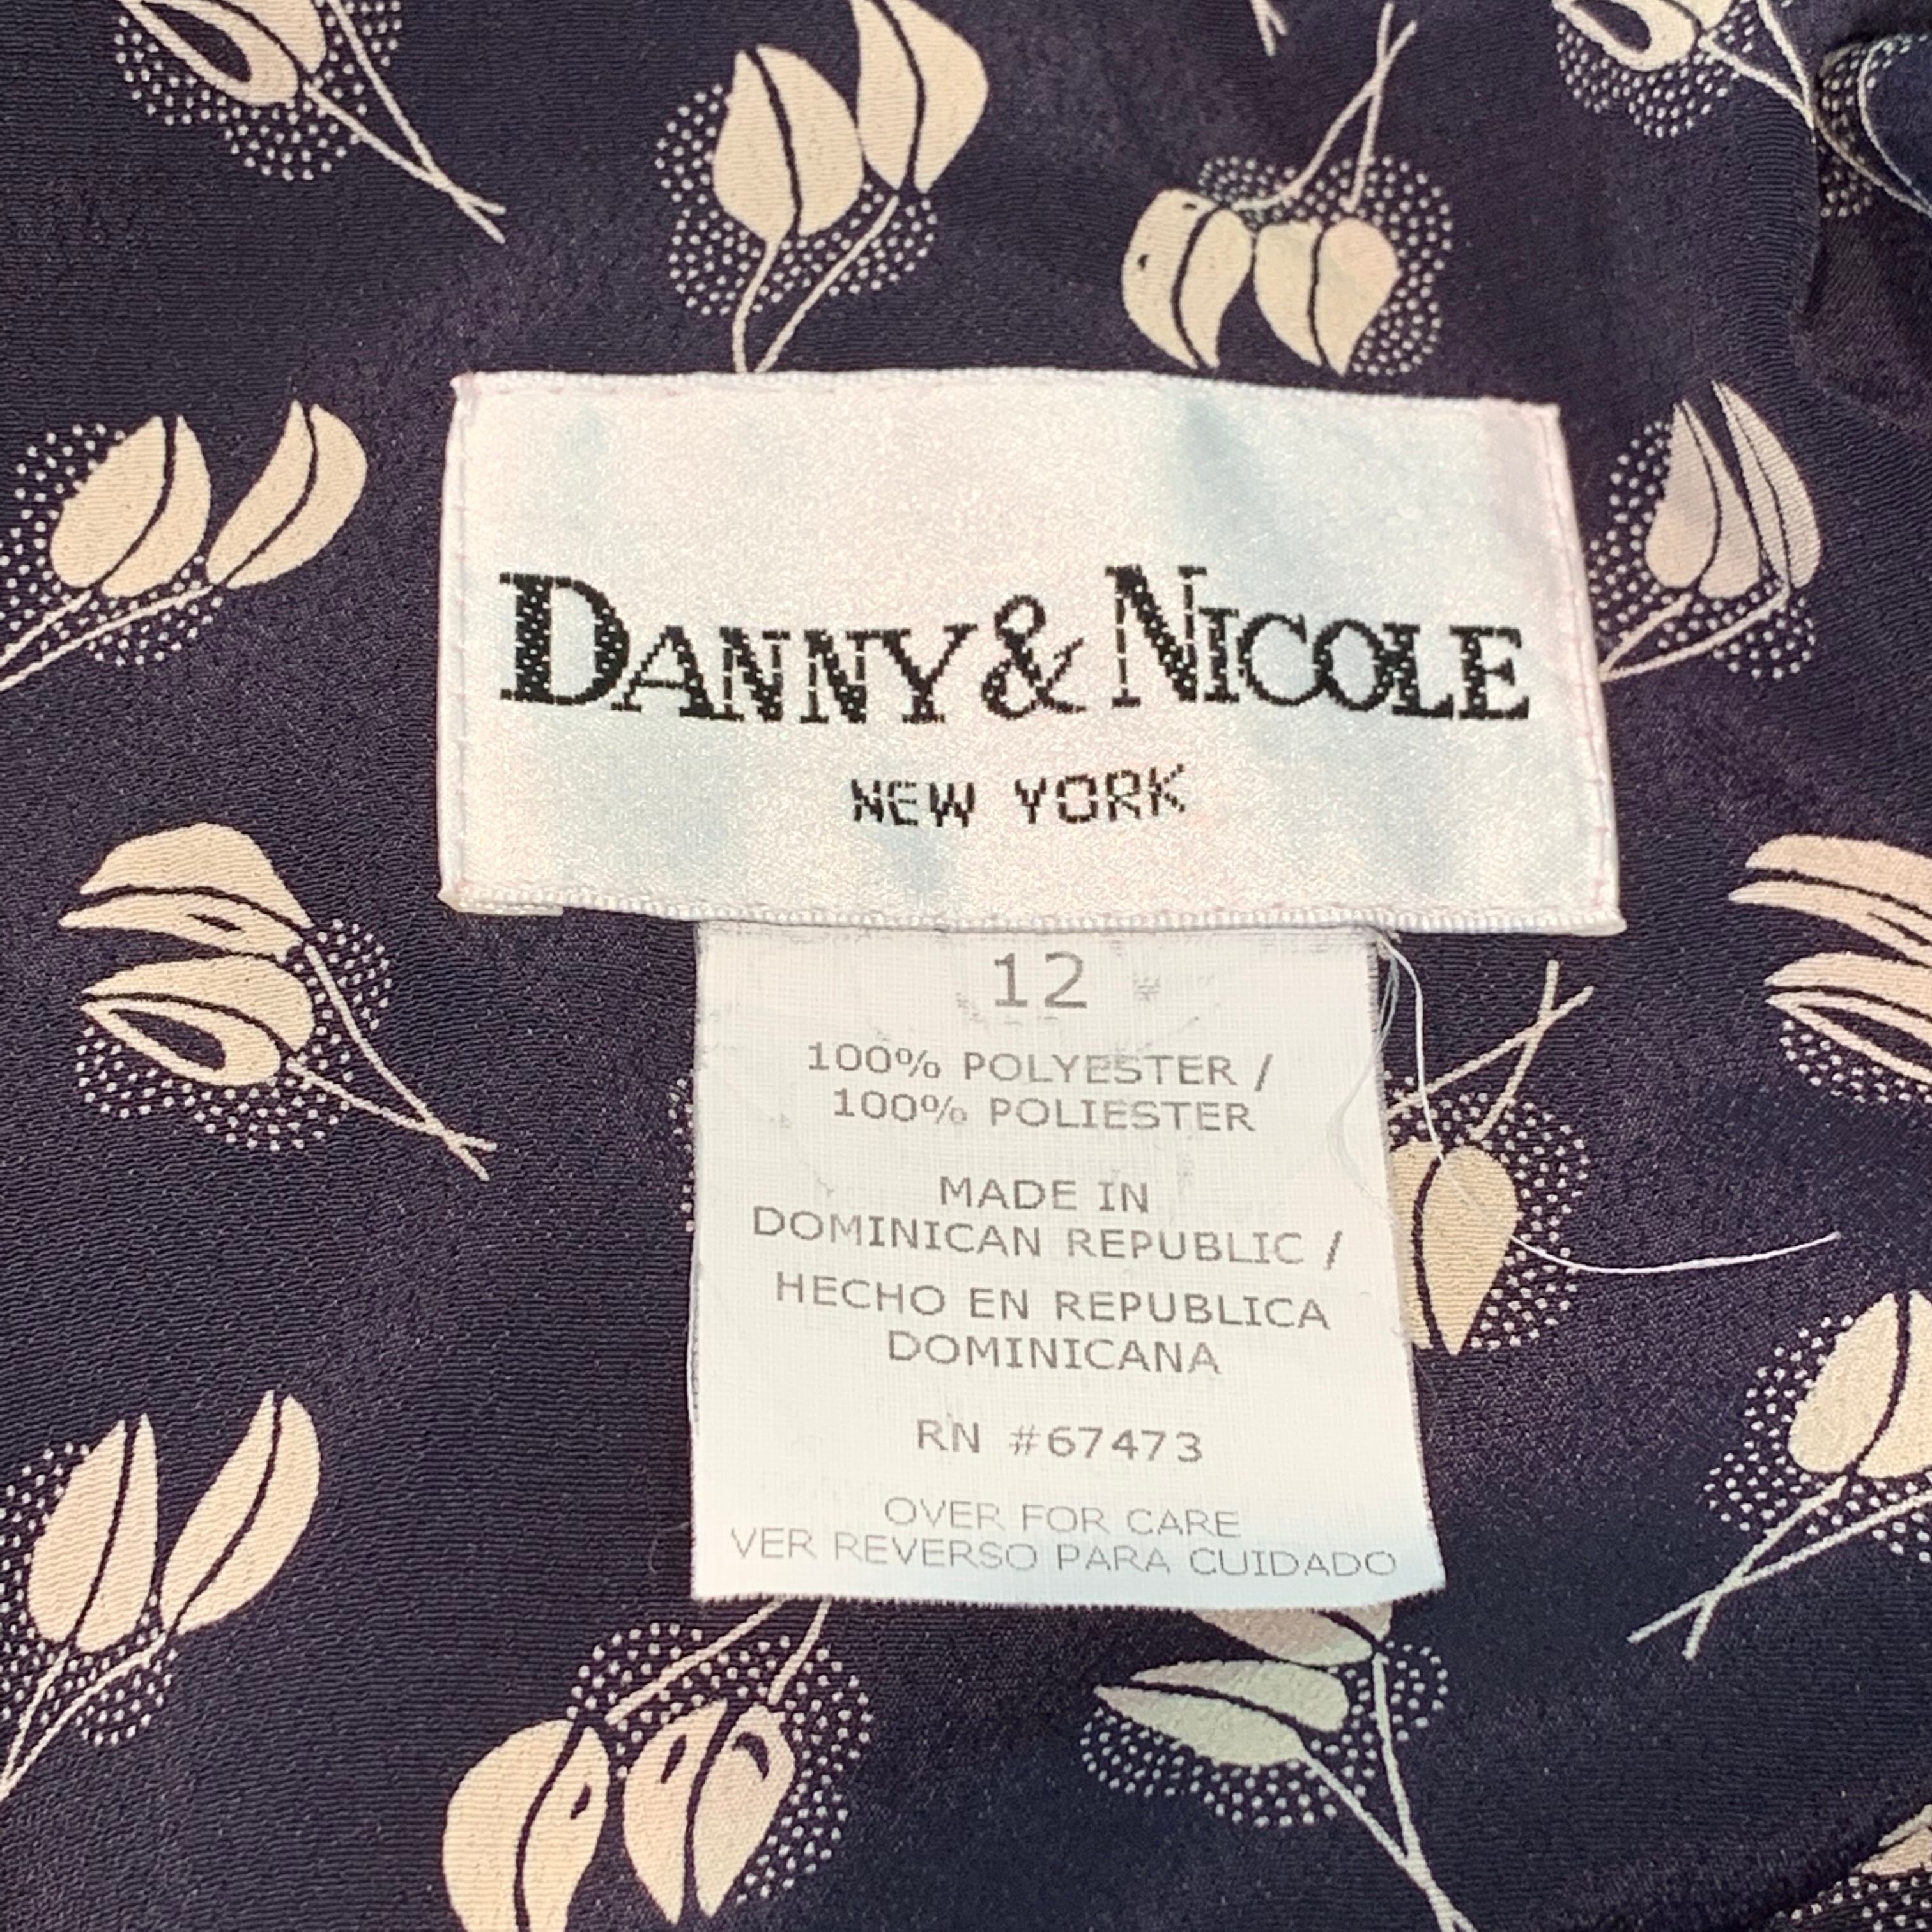 DANNY & NICOLE
NEW YORK
12
100% POLYESTER /
100% POLIESTER
MADE IN
DOMINICAN REPUBLIC /
HECHO EN REPUBLICA
DOMINICANA
RN #67473
OVER FOR CARE
VER REVERSO PARA CUIDADO